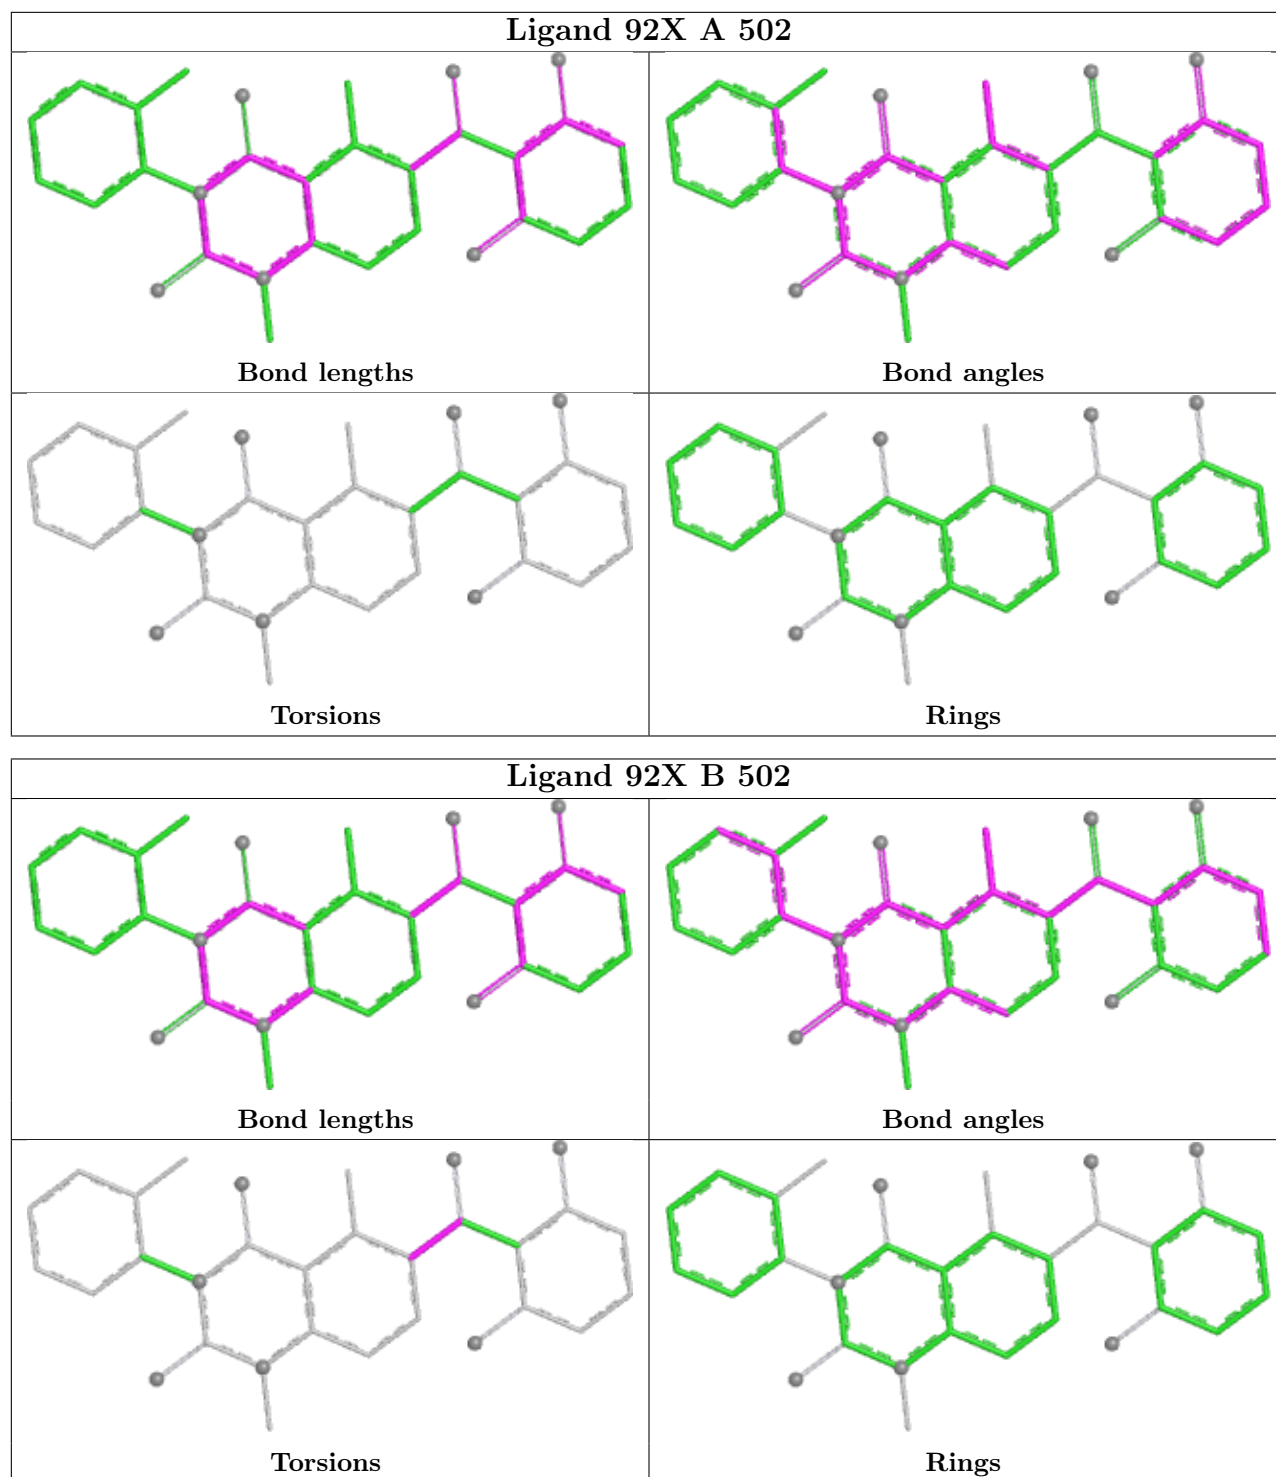 Ligand 92X A 502
Bond lengths
Bond angles
Torsions
Rings
Ligand 92X B 502
Bond lengths
Bond angles
Torsions
Rings